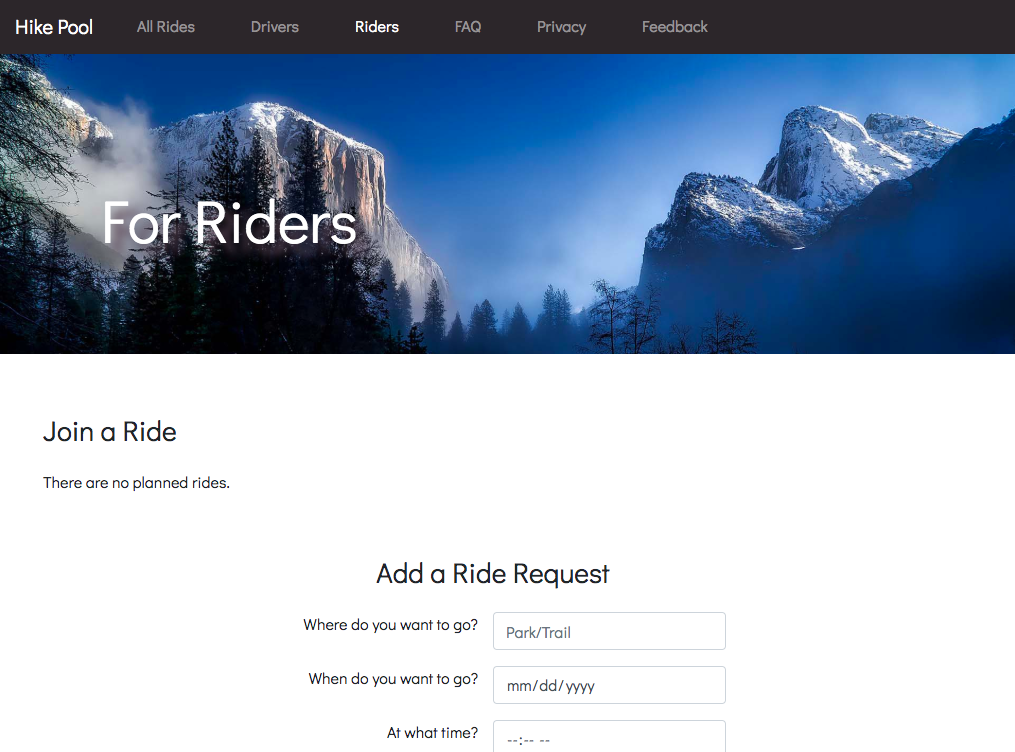 Hike Pool All Rides Drivers Riders FAQ Privacy Feedback
For Riders
Join a Ride
There are no planned rides.
Add a Ride Request
Where do you want to go? Park/Trail
When do you want to go? mm/dd/yyyy
At what time? --:-- --